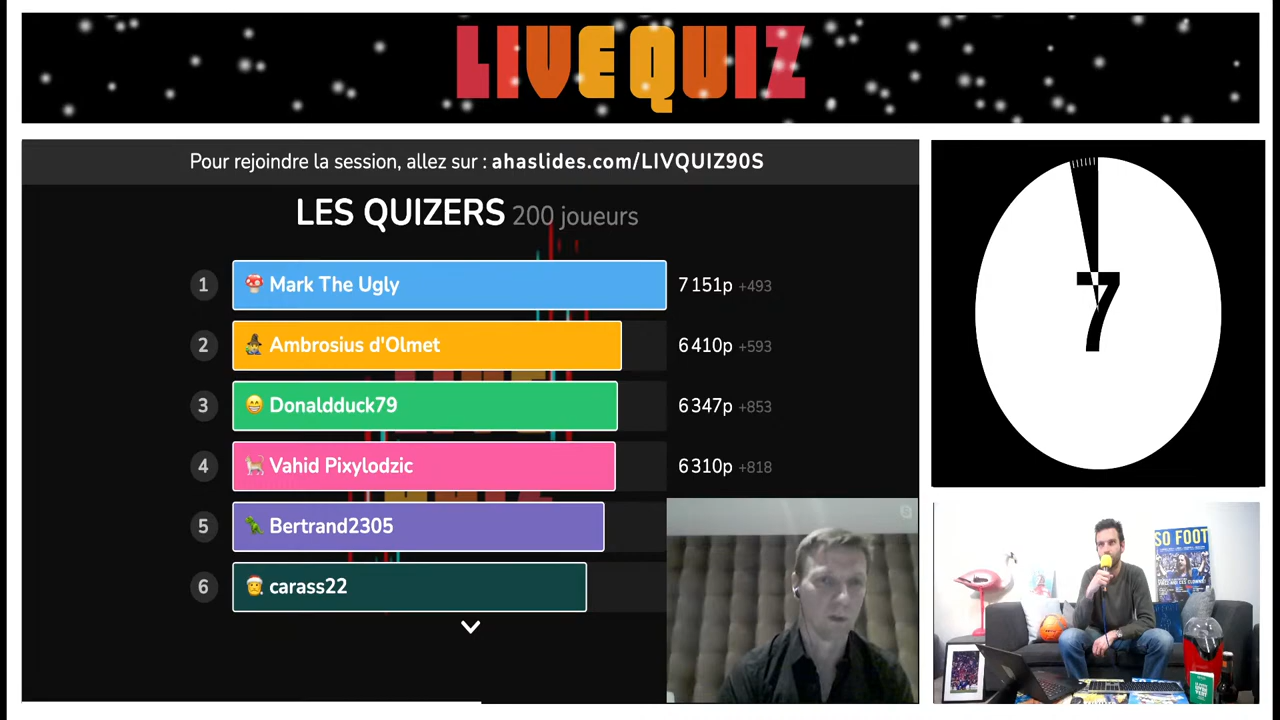 LIVE QUIZ
Pour rejoindre la session, allez sur : ahaslides.com/LIVQUIZ90S
LES QUIZERS 200 joueurs
1 Mark The Ugly 7 151p +493
2 Ambrosius d'Olmet 6 410p +593
3 Donaldduck79 6 347p +853
4 Vahid Pixylodzic 6 310p +818
5 Bertrand2305
6 carass22
7
SO FOOT